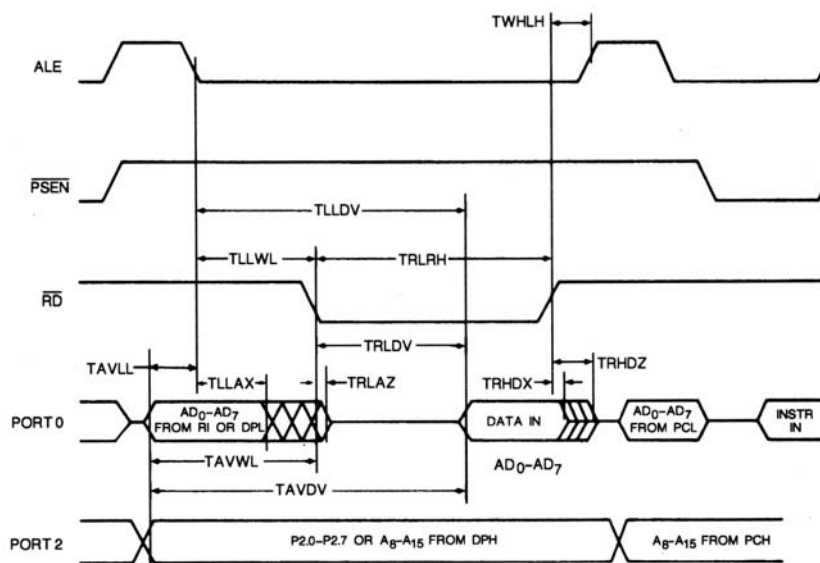 TWHLH
ALE
PSEN
TLLDV
TLLWL
TRLRH
RD
TRLDV
TAVLL
TRHDZ
TLLAX
TRLAZ
TRHDX
PORT 0
AD0-AD7
FROM RI OR DPL
DATA IN
AD0-AD7
FROM PCL
INSTR
IN
TAVWL
AD0-AD7
TAVDV
PORT 2
P2.0-P2.7 OR A8-A15 FROM DPH
A8-A15 FROM PCH